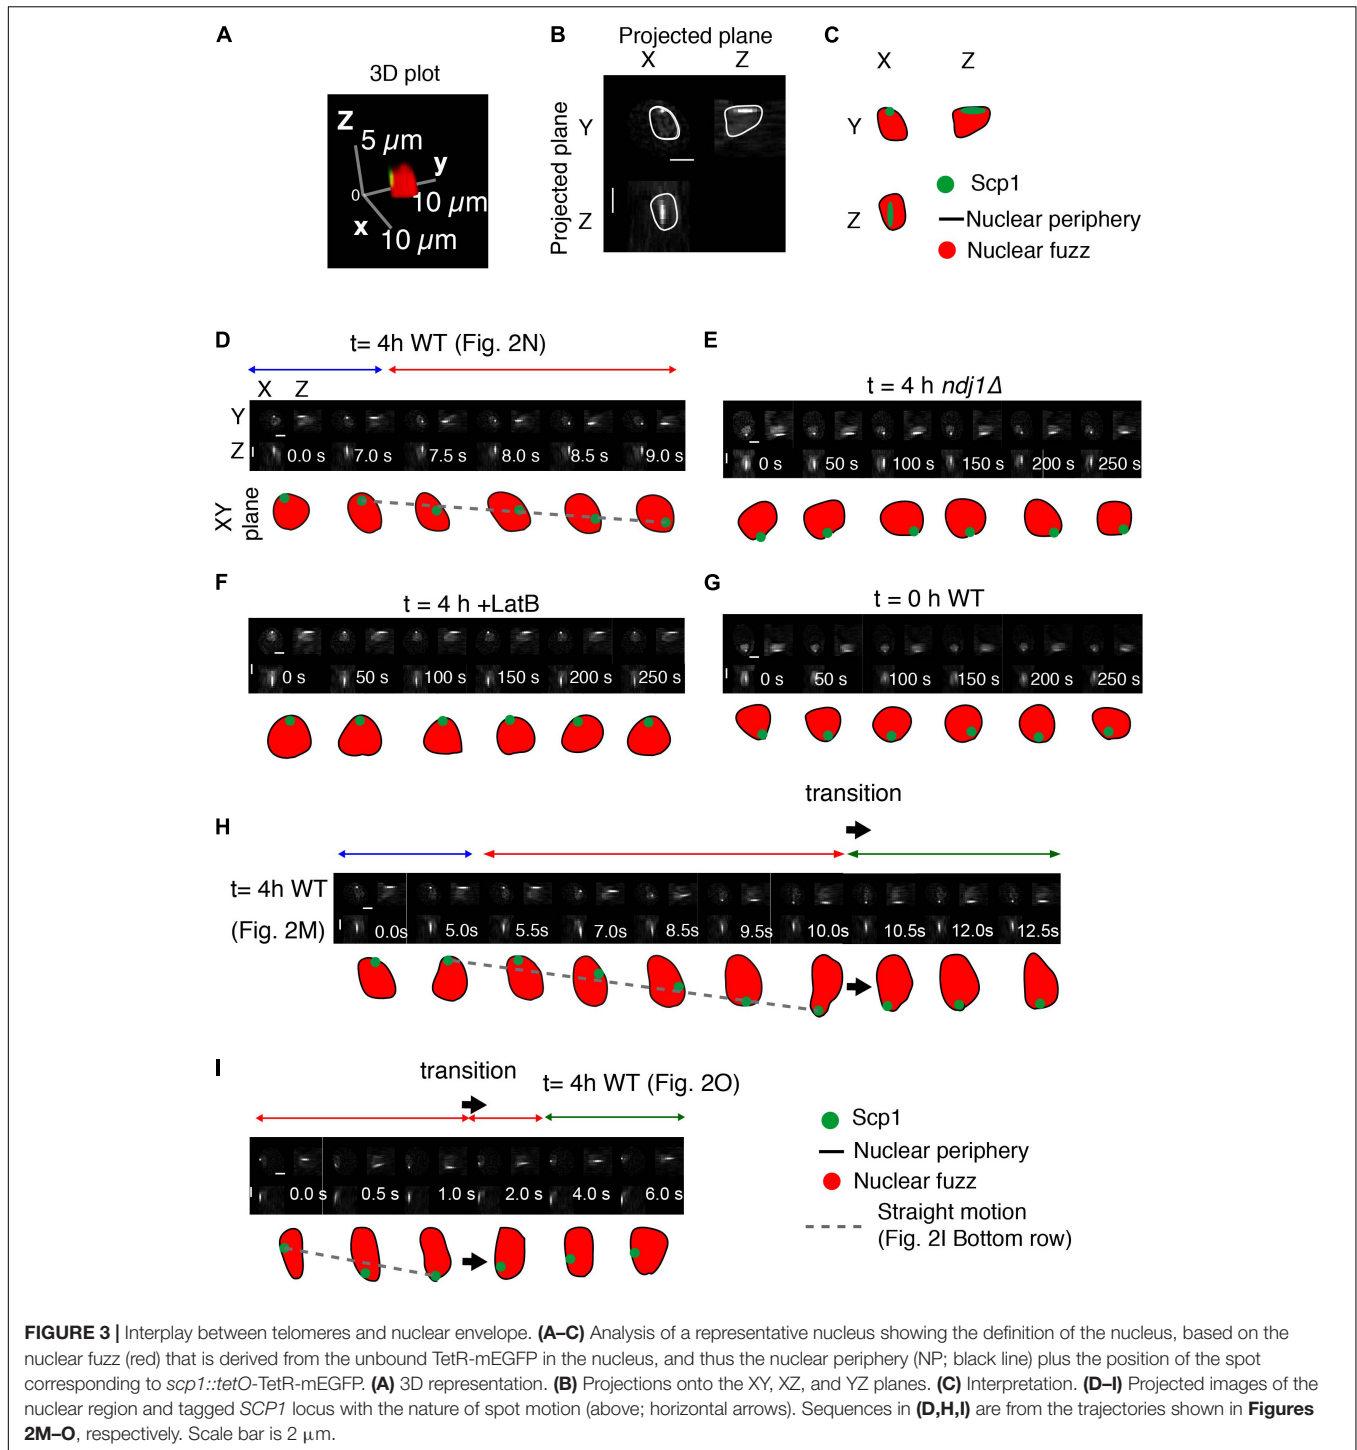 A
3D plot
Z
5 µm
y
0
10 µm
x
10 µm
B
Projected plane
X Z
Projected plane
Y
Z
C
X Z
Y
Z
Scp1
Nuclear periphery
Nuclear fuzz
D
t= 4h WT (Fig. 2N)
X Z
Y
Z
0.0 s 7.0 s 7.5 s 8.0 s 8.5 s 9.0 s
XY
plane
E
t = 4 h ndj1Δ
0 s 50 s 100 s 150 s 200 s 250 s
F
t = 4 h +LatB
0 s 50 s 100 s 150 s 200 s 250 s
G
t = 0 h WT
0 s 50 s 100 s 150 s 200 s 250 s
transition
H
t= 4h WT
(Fig. 2M)
0.0s 5.0s 5.5s 7.0s 8.5s 9.5s 10.0s 10.5s 12.0s 12.5s
I
transition
t= 4h WT (Fig. 2O)
0.0 s 0.5 s 1.0 s 2.0 s 4.0 s 6.0 s
Scp1
Nuclear periphery
Nuclear fuzz
Straight motion
(Fig. 2I Bottom row)
FIGURE 3 | Interplay between telomeres and nuclear envelope. (A–C) Analysis of a representative nucleus showing the definition of the nucleus, based on the
nuclear fuzz (red) that is derived from the unbound TetR-mEGFP in the nucleus, and thus the nuclear periphery (NP; black line) plus the position of the spot
corresponding to scp1::tetO-TetR-mEGFP. (A) 3D representation. (B) Projections onto the XY, XZ, and YZ planes. (C) Interpretation. (D–I) Projected images of the
nuclear region and tagged SCP1 locus with the nature of spot motion (above; horizontal arrows). Sequences in (D,H,I) are from the trajectories shown in Figures
2M–O, respectively. Scale bar is 2 µm.